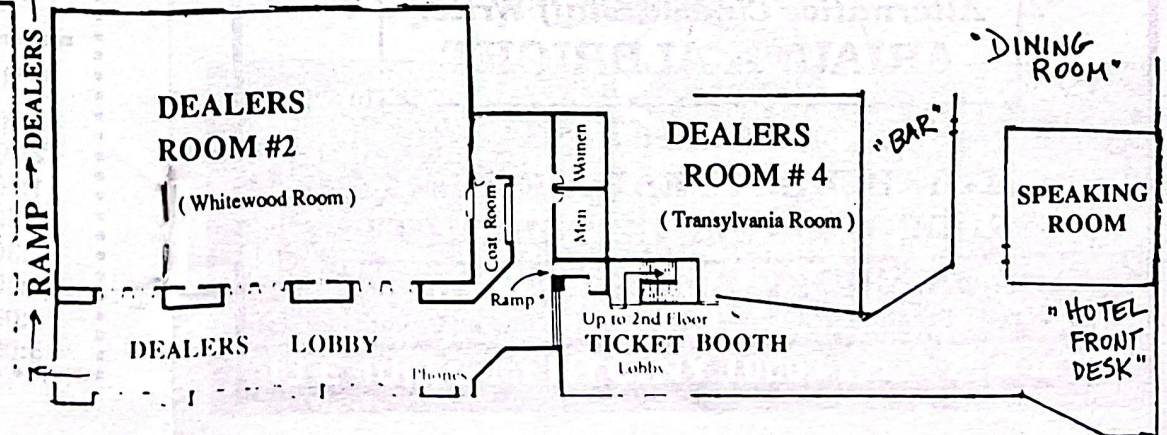 RAMP → DEALERS
DEALERS
ROOM #2
( Whitewood Room )
Coat Room
Women
Men
DEALERS
ROOM # 4
( Transylvania Room )
"BAR"
"DINING
ROOM"
SPEAKING
ROOM
"HOTEL
FRONT
DESK"
Ramp
Up to 2nd Floor
TICKET BOOTH
Lobby
DEALERS LOBBY
Phones